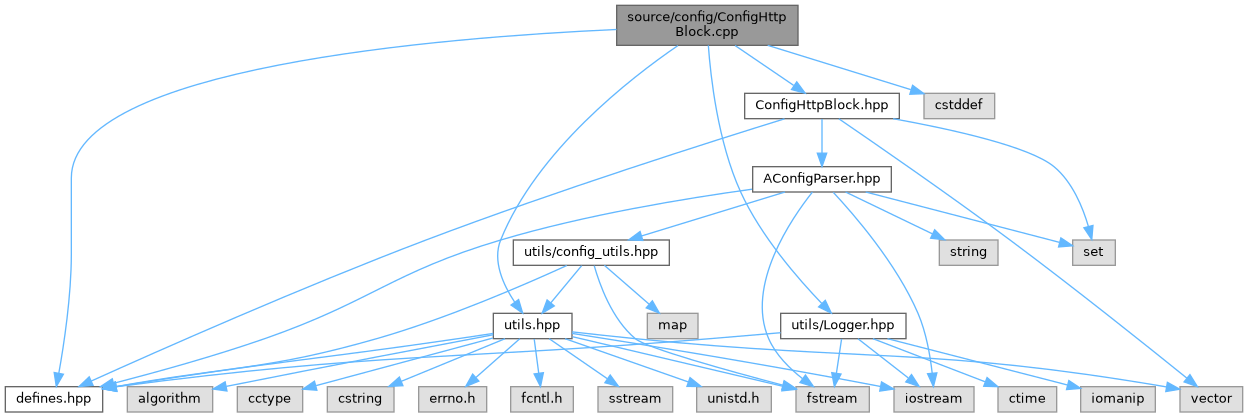 source/config/ConfigHttp
Block.cpp
ConfigHttpBlock.hpp
cstddef
AConfigParser.hpp
utils/config_utils.hpp
string
set
utils.hpp
map
utils/Logger.hpp
defines.hpp
algorithm
cctype
cstring
errno.h
fcntl.h
sstream
unistd.h
fstream
iostream
ctime
iomanip
vector